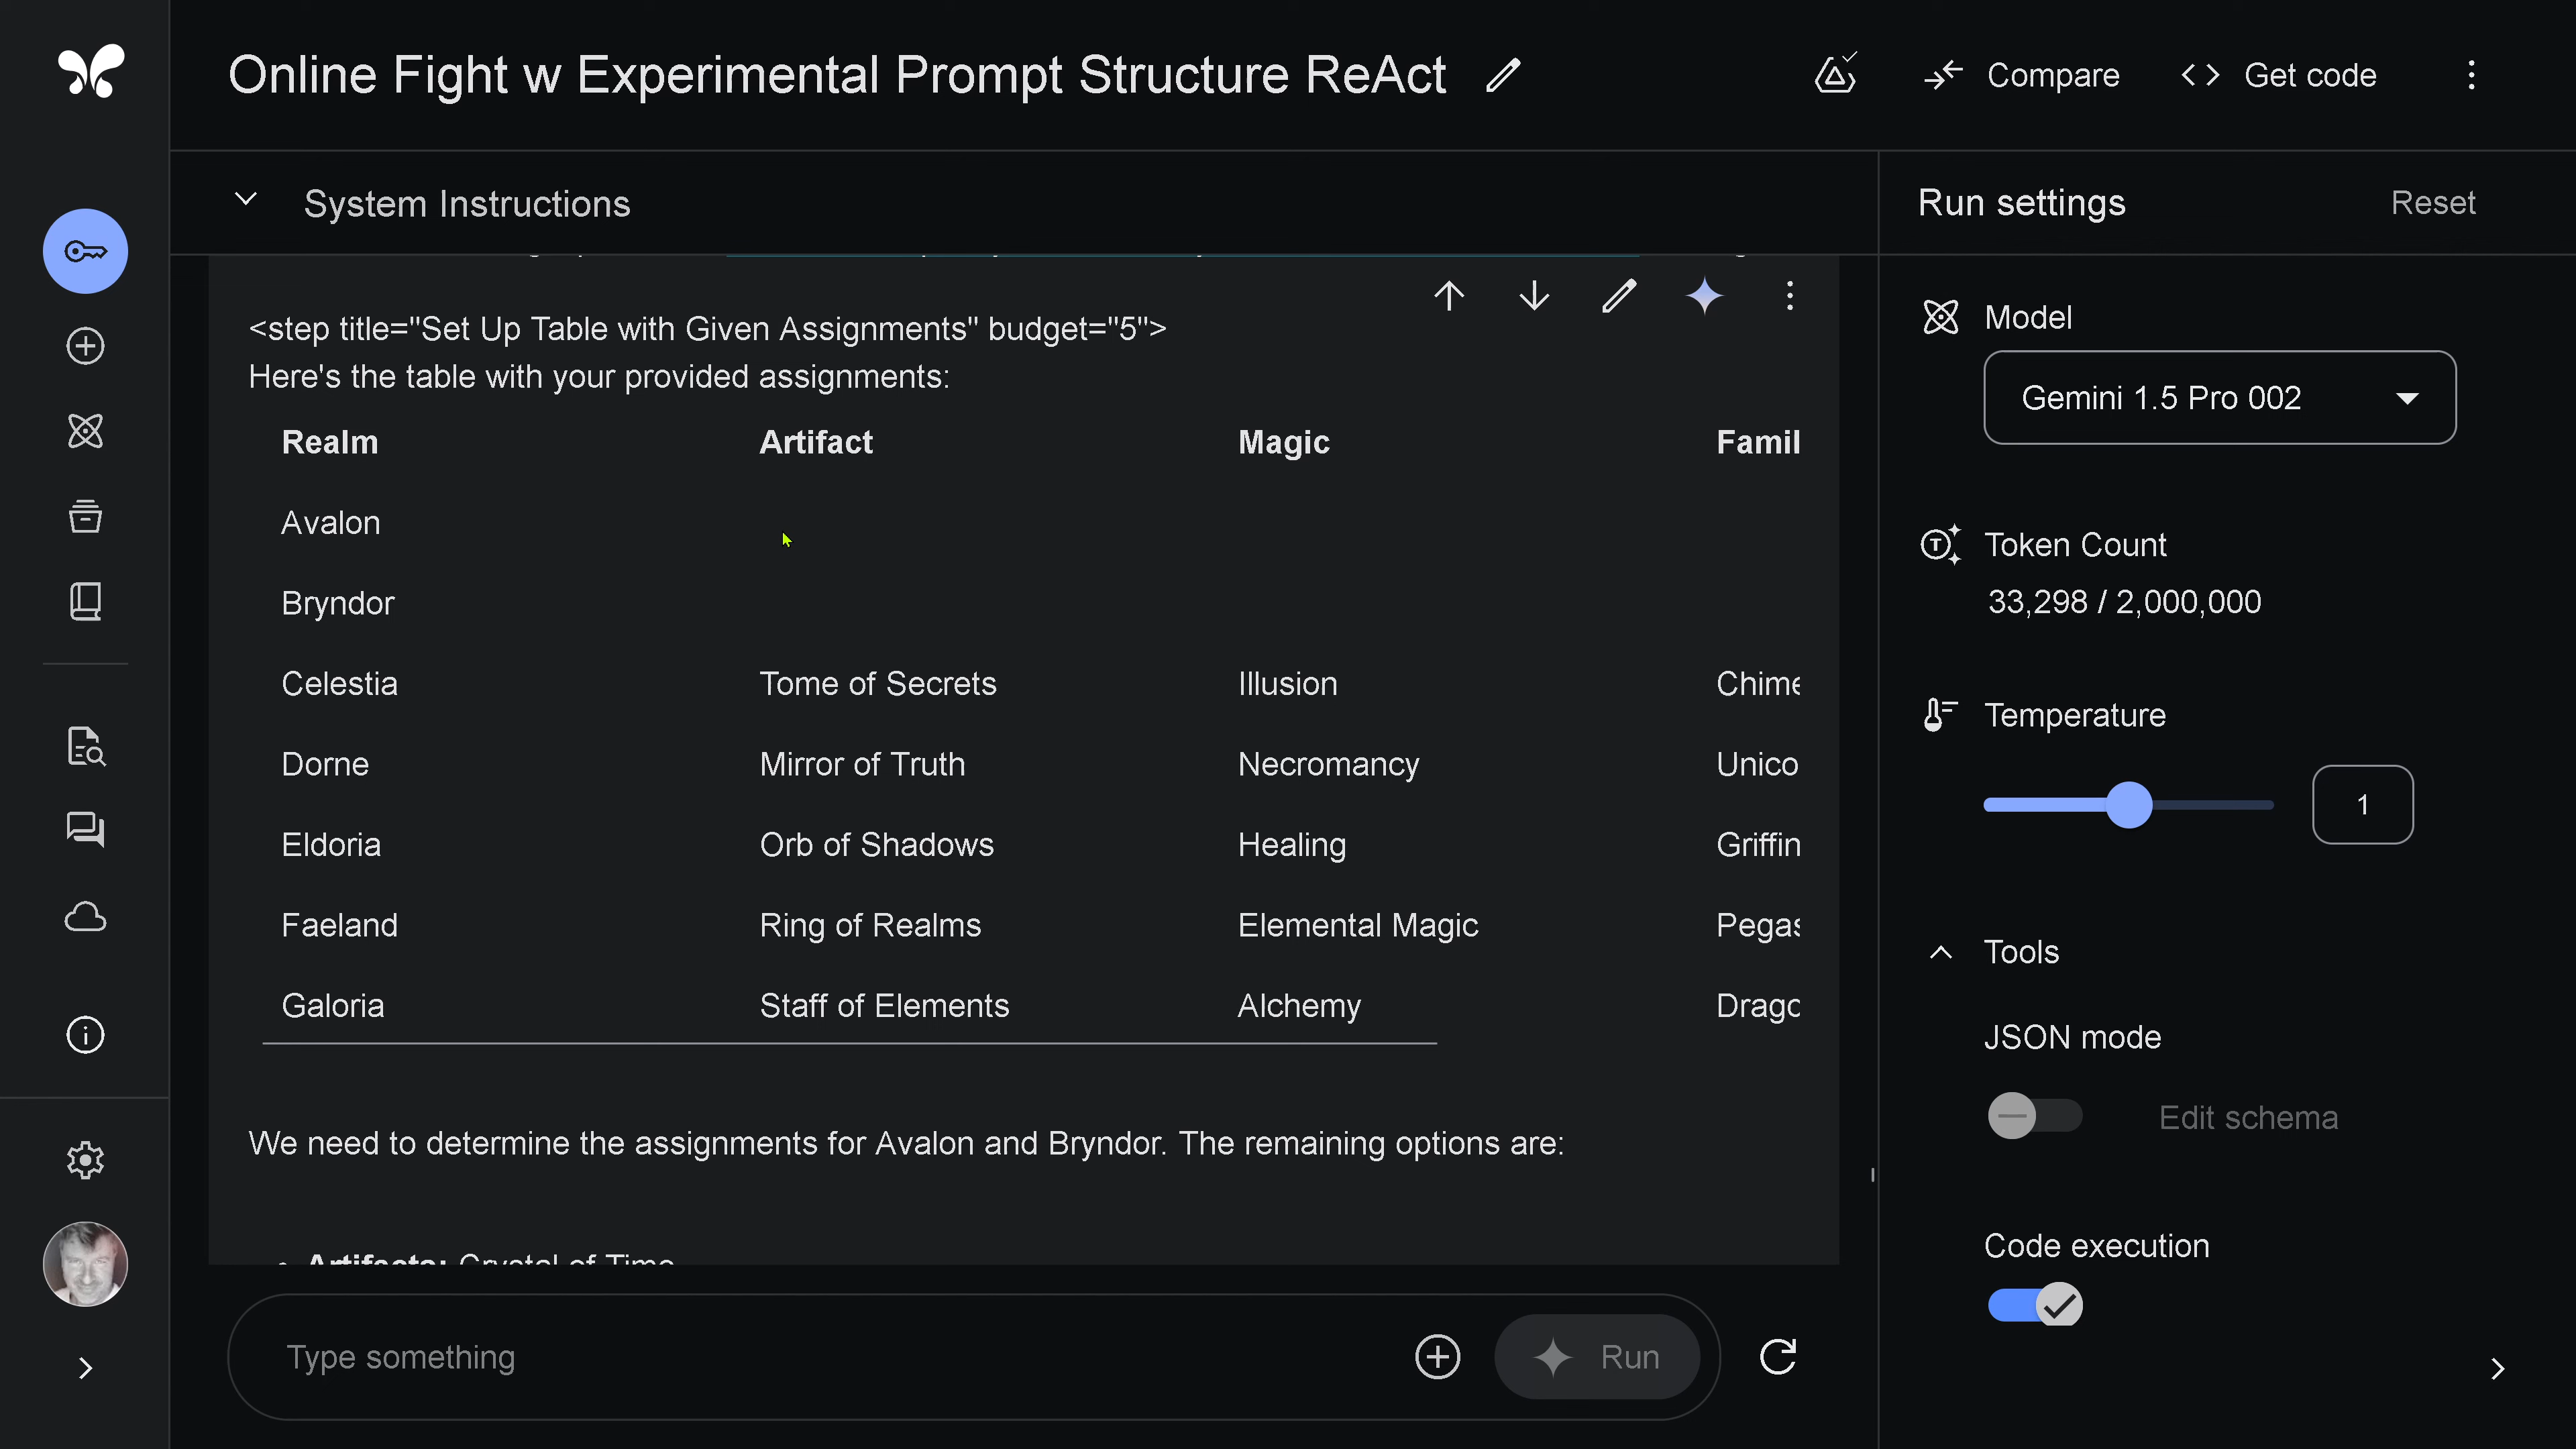 Online Fight w Experimental Prompt Structure ReAct
Compare
Get code
System Instructions
<step title="Set Up Table with Given Assignments" budget="5">
Here's the table with your provided assignments:
Realm Artifact Magic Famil
Avalon
Bryndor
Celestia Tome of Secrets Illusion Chime
Dorne Mirror of Truth Necromancy Unico
Eldoria Orb of Shadows Healing Griffin
Faeland Ring of Realms Elemental Magic Pegas
Galoria Staff of Elements Alchemy Drago
We need to determine the assignments for Avalon and Bryndor. The remaining options are:
• Artifacts: Crystal of Time
Type something
Run
Run settings
Reset
Model
Gemini 1.5 Pro 002
Token Count
33,298 / 2,000,000
Temperature
1
Tools
JSON mode
Edit schema
Code execution